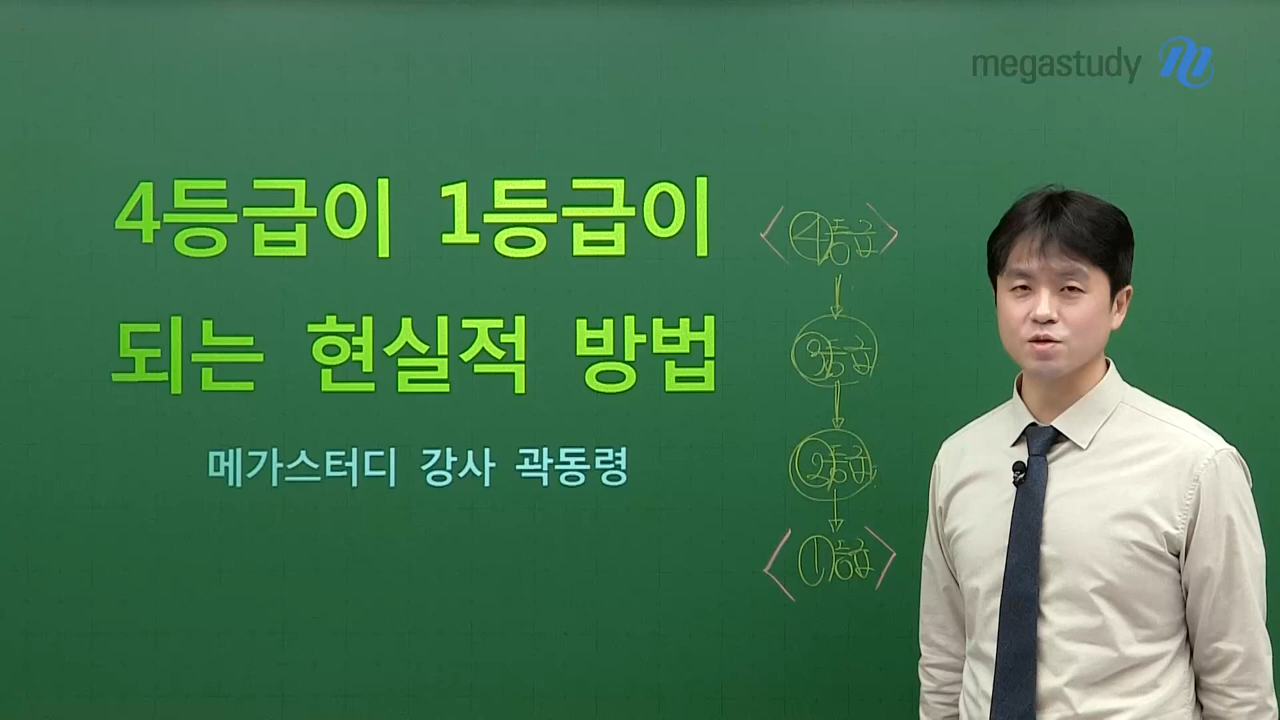 megastudy
4등급이 1등급이
되는 현실적 방법
메가스터디 강사 곽동령
4등급
3등급
2등급
1등급